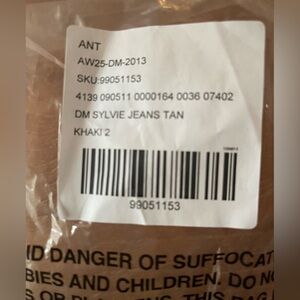 ANT
AW25-DM-2013
SKU:99051153
4139 090511 0000164 0036 07402
DM SYLVIE JEANS TAN
KHAKI 2
99051153
DANGER OF SUFFOCAT
BIES AND CHILDREN. DO